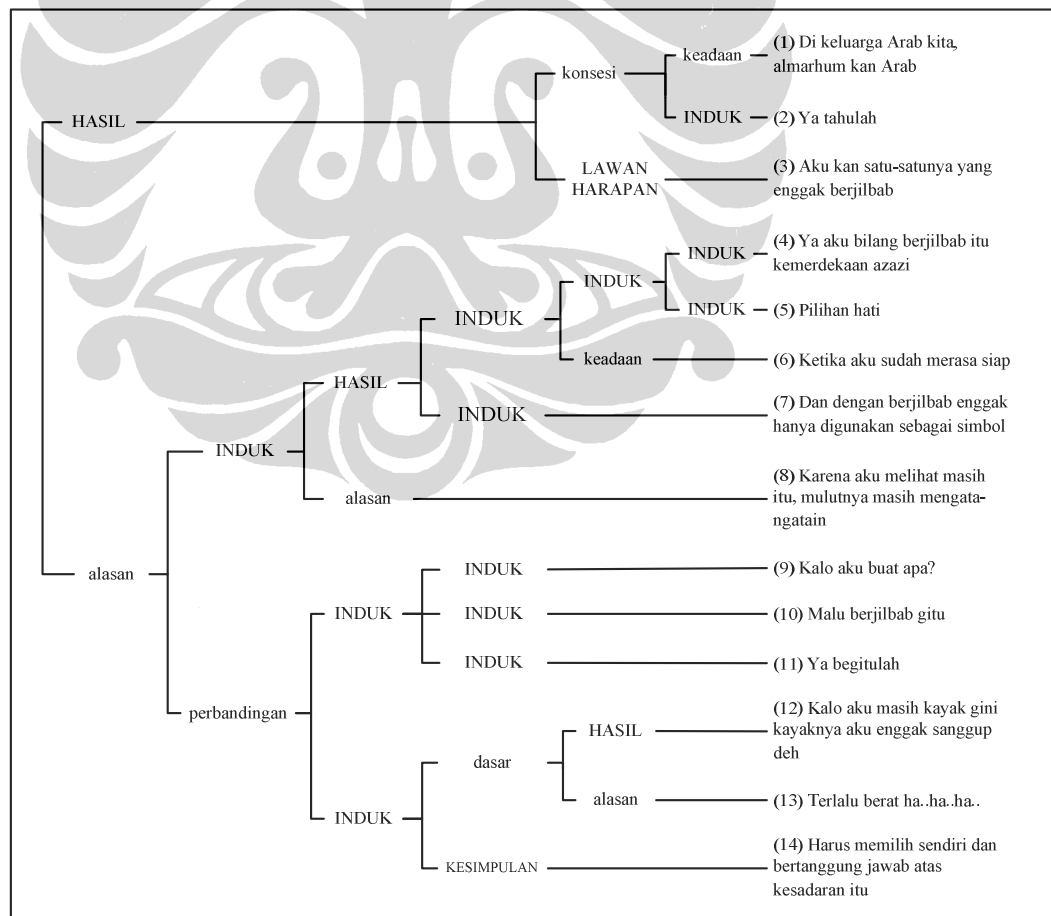 (1) Di keluarga Arab kita,
keadaan
almarhum kan Arab
konsesi
HASIL
INDUK
(2) Ya tahulah
LAWAN
HARAPAN
(3) Aku kan satu-satunya yang
enggak berjilbab
(4) Ya aku bilang berjilbab itu
kemerdekaan azazi
INDUK
INDUK
INDUK
(5) Pilihan hati
INDUK
keadaan
(6) Ketika aku sudah merasa siap
HASIL
INDUK
(7) Dan dengan berjilbab enggak
hanya digunakan sebagai simbol
INDUK
(8) Karena aku melihat masih
itu, mulutnya masih mengata-
ngatain
alasan
alasan
INDUK
(9) Kalo aku buat apa?
INDUK
INDUK
(10) Malu berjilbab gitu
INDUK
(11) Ya begitulah
perbandingan
(12) Kalo aku masih kayak gini
kayaknya aku enggak sanggup
deh
HASIL
dasar
alasan
(13) Terlalu berat ha..ha..ha..
INDUK
KESIMPULAN
(14) Harus memilih sendiri dan
bertanggung jawab atas
kesadaran itu